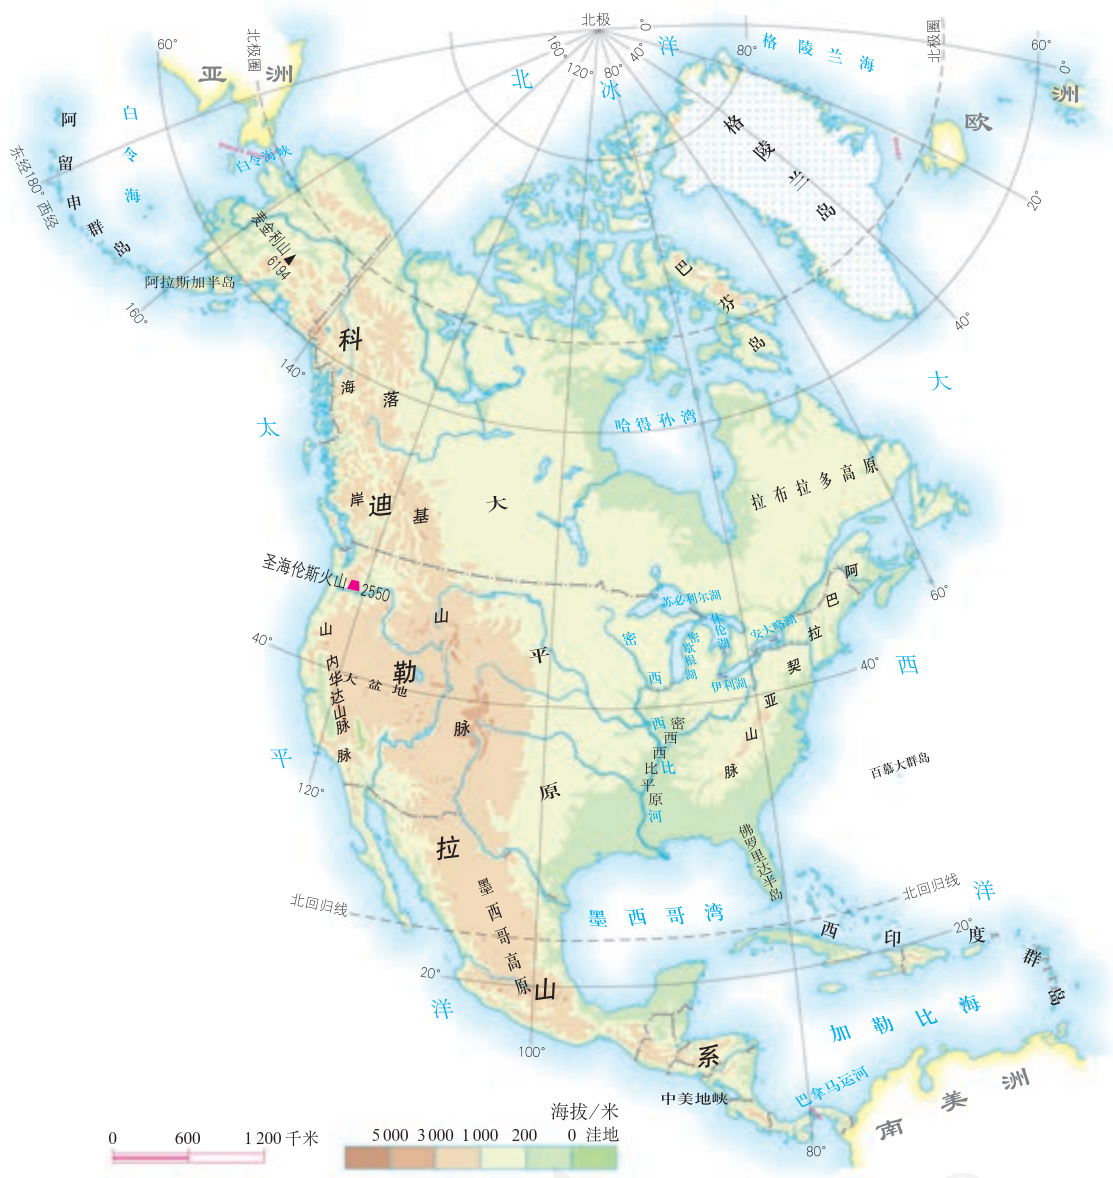 北极
0°
160°
120°
80°
40°
80°
60°
60°
0°
北极圈
北极圈
北冰洋
格陵兰海
亚洲
欧洲
白令海
白令海峡
阿留申群岛
东经180°西经
阿拉斯加半岛
麦金利山
6194
160°
140°
20°
40°
60°
格陵兰岛
巴芬岛
哈得孙湾
拉布拉多高原
大西洋
太平洋
科迪勒拉山系
海岸山脉
落基山脉
大平原
圣海伦斯火山
2550
内华达山脉
大盆地
苏必利尔湖
密歇根湖
休伦湖
安大略湖
伊利湖
密西西比河
密西西比平原
阿巴拉契亚山脉
40°
40°
120°
百慕大群岛
佛罗里达半岛
北回归线
北回归线
墨西哥高原
墨西哥湾
西印度群岛
20°
20°
加勒比海
100°
中美地峡
巴拿马运河
南美洲
80°
0 600 1 200 千米
海拔/米
5 000 3 000 1 000 200 0 洼地